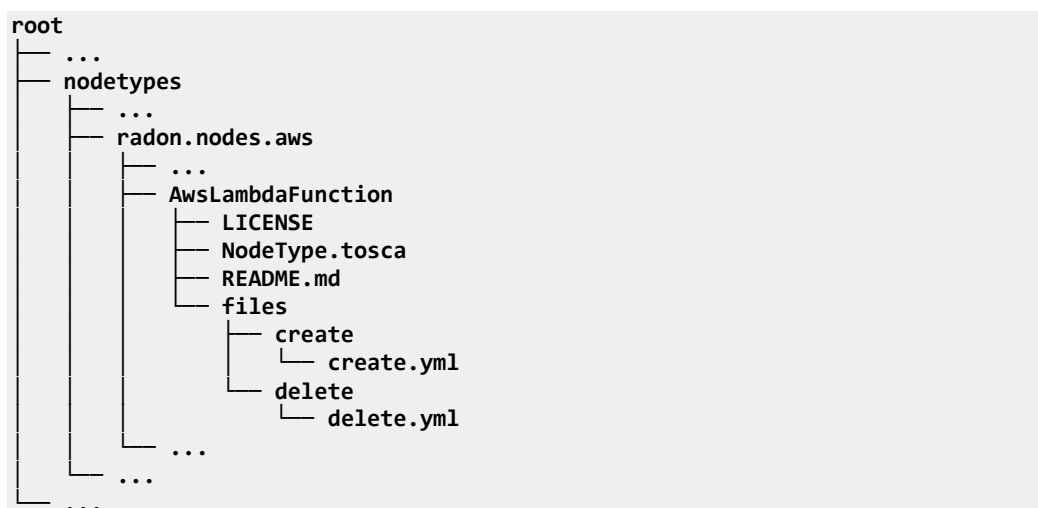 root
├── ...
├── nodetypes
│   ├── ...
│   ├── radon.nodes.aws
│   │   ├── ...
│   │   ├── AwsLambdaFunction
│   │   │   ├── LICENSE
│   │   │   ├── NodeType.tosca
│   │   │   ├── README.md
│   │   │   └── files
│   │   │       ├── create
│   │   │       │   └── create.yml
│   │   │       └── delete
│   │   │           └── delete.yml
│   │   └── ...
│   └── ...
└── ...